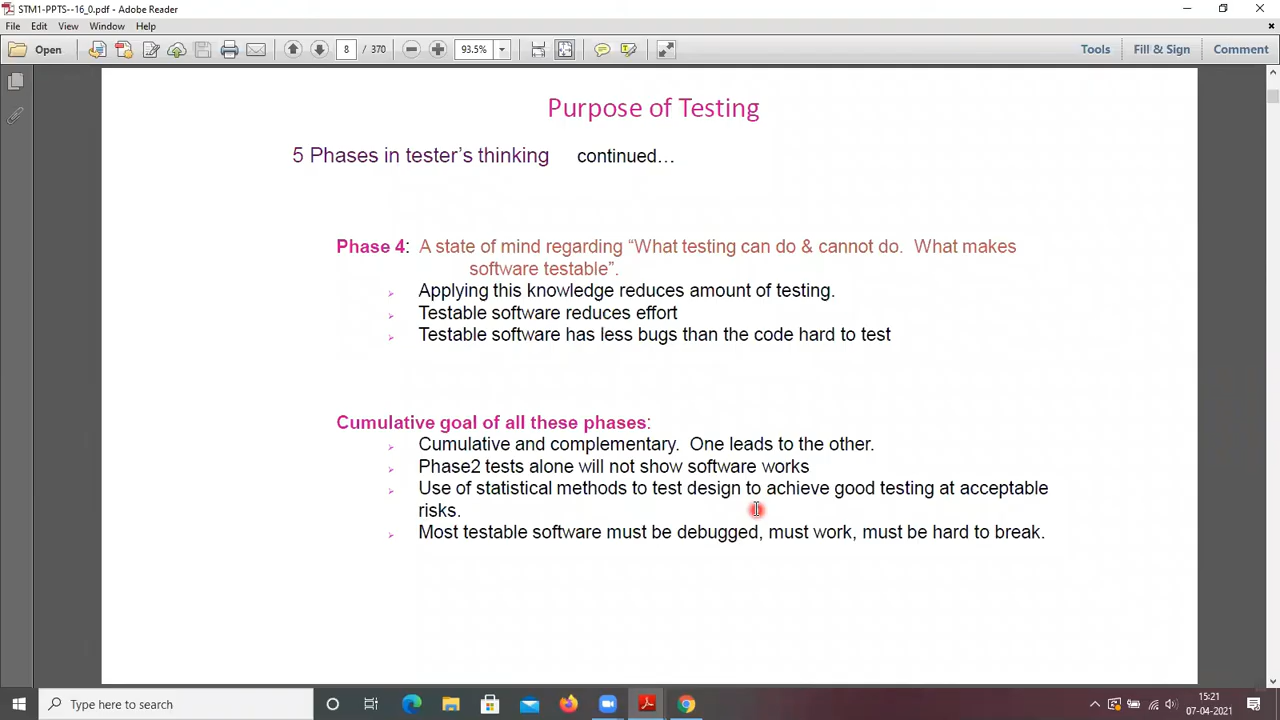 STM1-PPTS--16_0.pdf - Adobe Reader
File Edit View Window Help
Open 8 / 370 93.5% Tools Fill & Sign Comment
Purpose of Testing
5 Phases in tester’s thinking continued…
Phase 4: A state of mind regarding “What testing can do & cannot do. What makes
software testable”.
Applying this knowledge reduces amount of testing.
Testable software reduces effort
Testable software has less bugs than the code hard to test
Cumulative goal of all these phases:
Cumulative and complementary. One leads to the other.
Phase2 tests alone will not show software works
Use of statistical methods to test design to achieve good testing at acceptable
risks.
Most testable software must be debugged, must work, must be hard to break.
Type here to search
15:21
07-04-2021